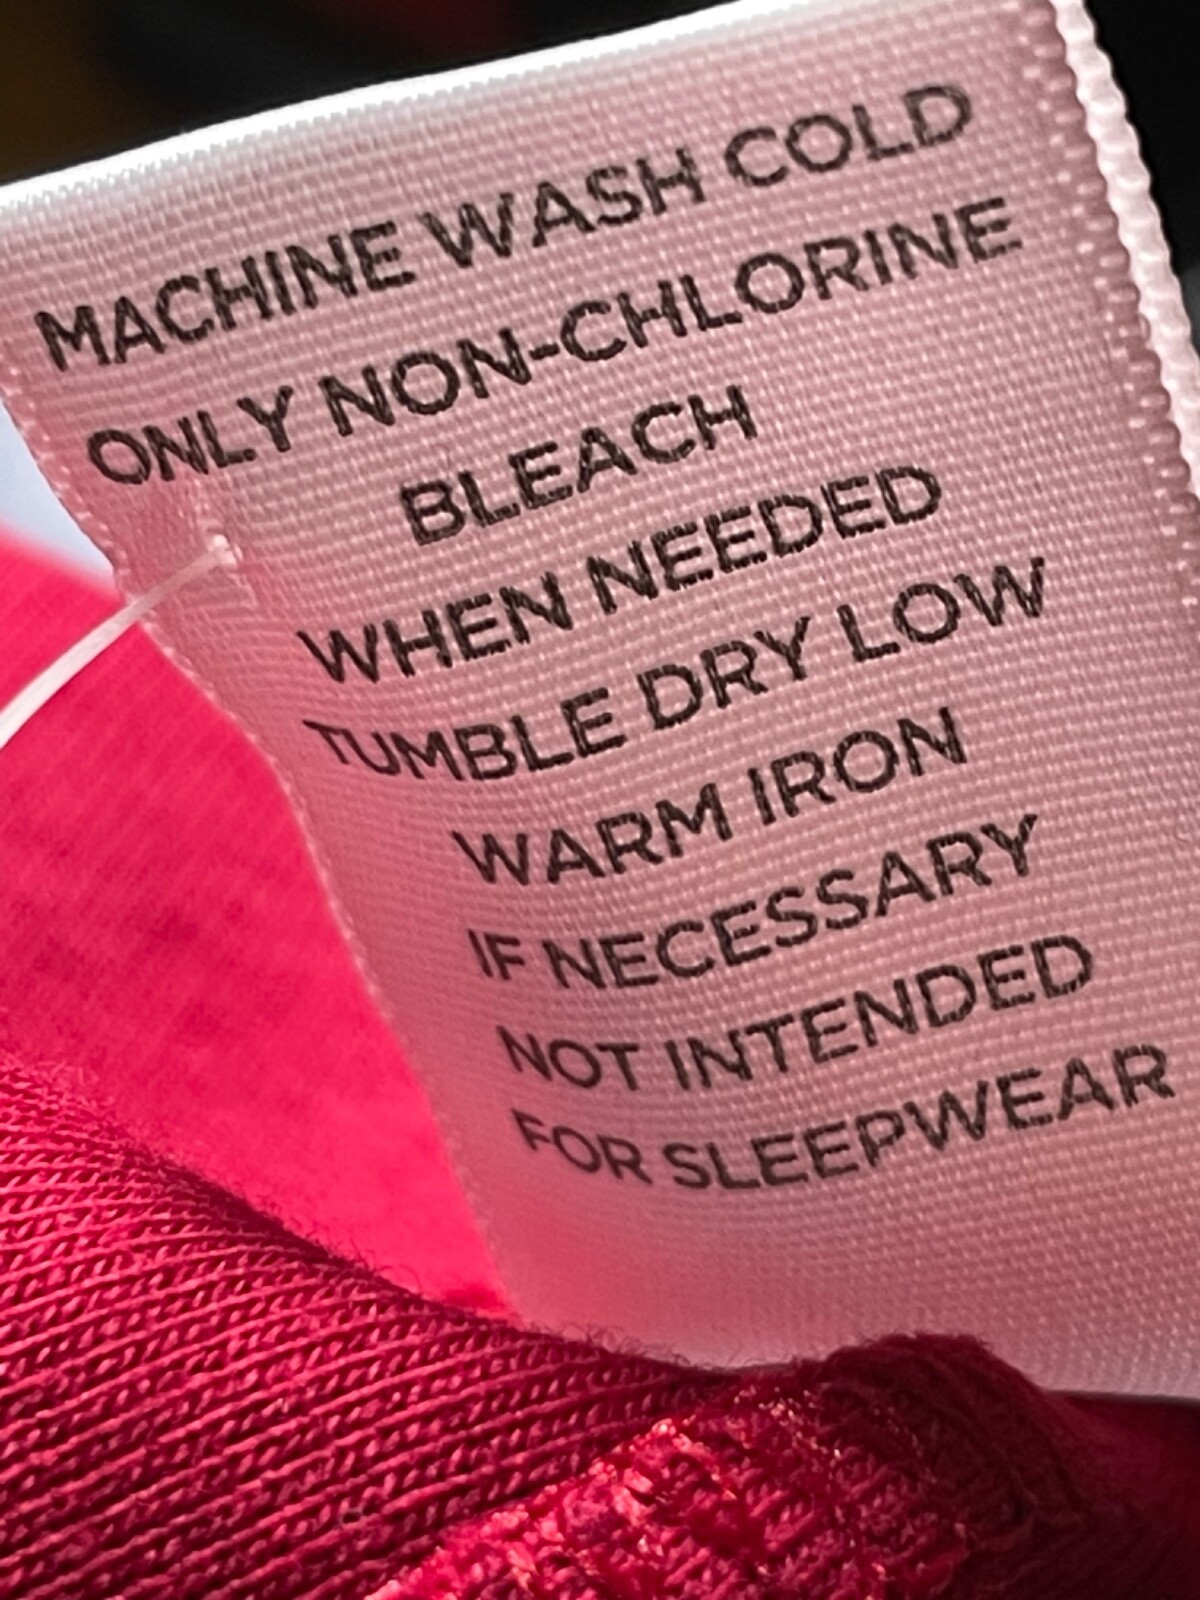 MACHINE WASH COLD
ONLY NON-CHLORINE
BLEACH
WHEN NEEDED
TUMBLE DRY LOW
WARM IRON
IF NECESSARY
NOT INTENDED
FOR SLEEPWEAR